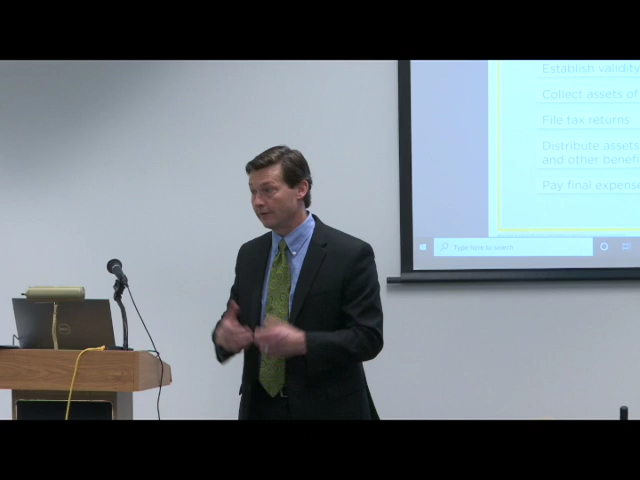 Establish validity
Collect assets of
File tax returns
Distribute assets
and other benefi
Pay final expense
Type here to search
DELL